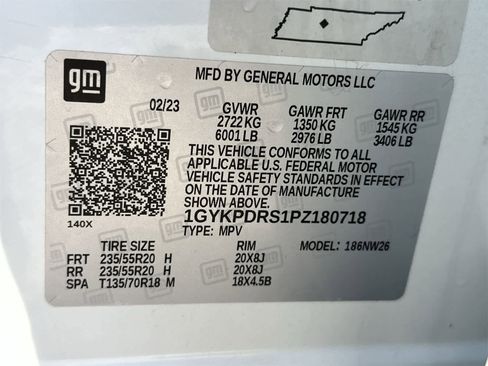 gm
MFD BY GENERAL MOTORS LLC
02/23 GVWR GAWR FRT GAWR RR
2722 KG 1350 KG 1545 KG
6001 LB 2976 LB 3406 LB
THIS VEHICLE CONFORMS TO ALL
APPLICABLE U.S. FEDERAL MOTOR
VEHICLE SAFETY STANDARDS IN
EFFECT ON THE DATE OF MANUFACTURE
SHOWN ABOVE.
1GYKPDRS1PZ180718
140X TYPE: MPV
TIRE SIZE RIM MODEL: 186NW26
FRT 235/55R20 H 20X8J
RR 235/55R20 H 20X8J
SPA T135/70R18 M 18X4.5B